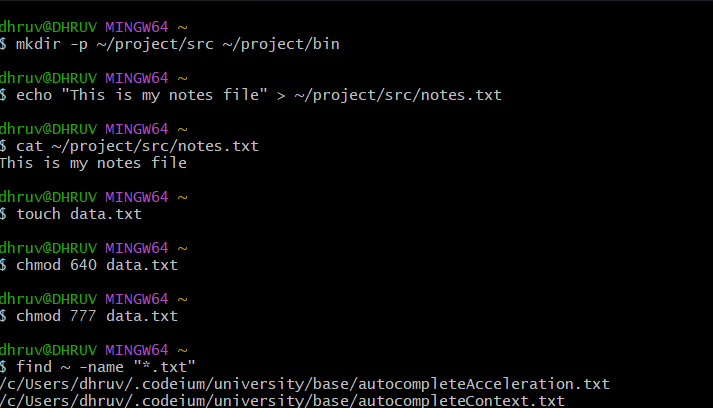 dhruv@DHRUV MINGW64 ~
$ mkdir -p ~/project/src ~/project/bin
dhruv@DHRUV MINGW64 ~
$ echo "This is my notes file" > ~/project/src/notes.txt
dhruv@DHRUV MINGW64 ~
$ cat ~/project/src/notes.txt
This is my notes file
dhruv@DHRUV MINGW64 ~
$ touch data.txt
dhruv@DHRUV MINGW64 ~
$ chmod 640 data.txt
dhruv@DHRUV MINGW64 ~
$ chmod 777 data.txt
dhruv@DHRUV MINGW64 ~
$ find ~ -name "*.txt"
/c/Users/dhruv/.codeium/university/base/autocompleteAcceleration.txt
/c/Users/dhruv/.codeium/university/base/autocompleteContext.txt